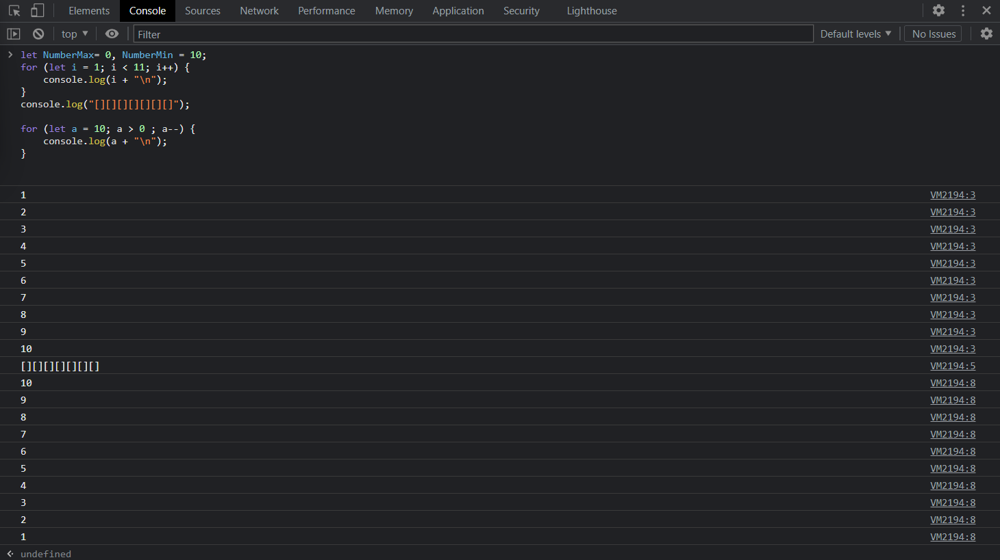 Elements Console Sources Network Performance Memory Application Security Lighthouse
top ▼ Filter Default levels ▼ No Issues
> let NumberMax= 0, NumberMin = 10;
for (let i = 1; i < 11; i++) {
    console.log(i + "\n");
}
console.log("[][][][][][][]");
for (let a = 10; a > 0 ; a--) {
    console.log(a + "\n");
}
1 VM2194:3
2 VM2194:3
3 VM2194:3
4 VM2194:3
5 VM2194:3
6 VM2194:3
7 VM2194:3
8 VM2194:3
9 VM2194:3
10 VM2194:3
[][][][][][][] VM2194:5
10 VM2194:8
9 VM2194:8
8 VM2194:8
7 VM2194:8
6 VM2194:8
5 VM2194:8
4 VM2194:8
3 VM2194:8
2 VM2194:8
1 VM2194:8
undefined